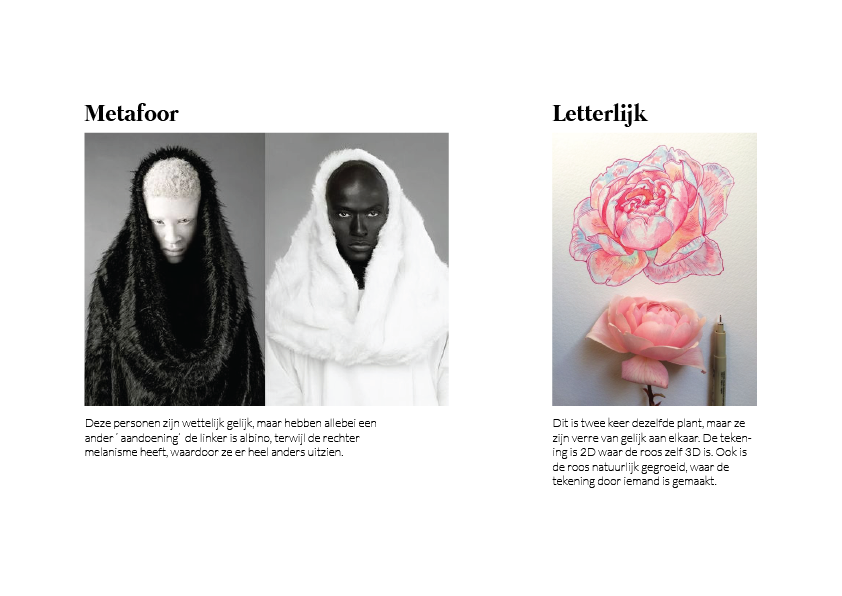 Metafoor
Deze personen zijn wettelijk gelijk, maar hebben allebei een
ander ´ aandoening´ de linker is albino, terwijl de rechter
melanisme heeft, waardoor ze er heel anders uitzien.
Letterlijk
Dit is twee keer dezelfde plant, maar ze
zijn verre van gelijk aan elkaar. De teken-
ing is 2D waar de roos zelf 3D is. Ook is
de roos natuurlijk gegroeid, waar de
tekening door iemand is gemaakt.